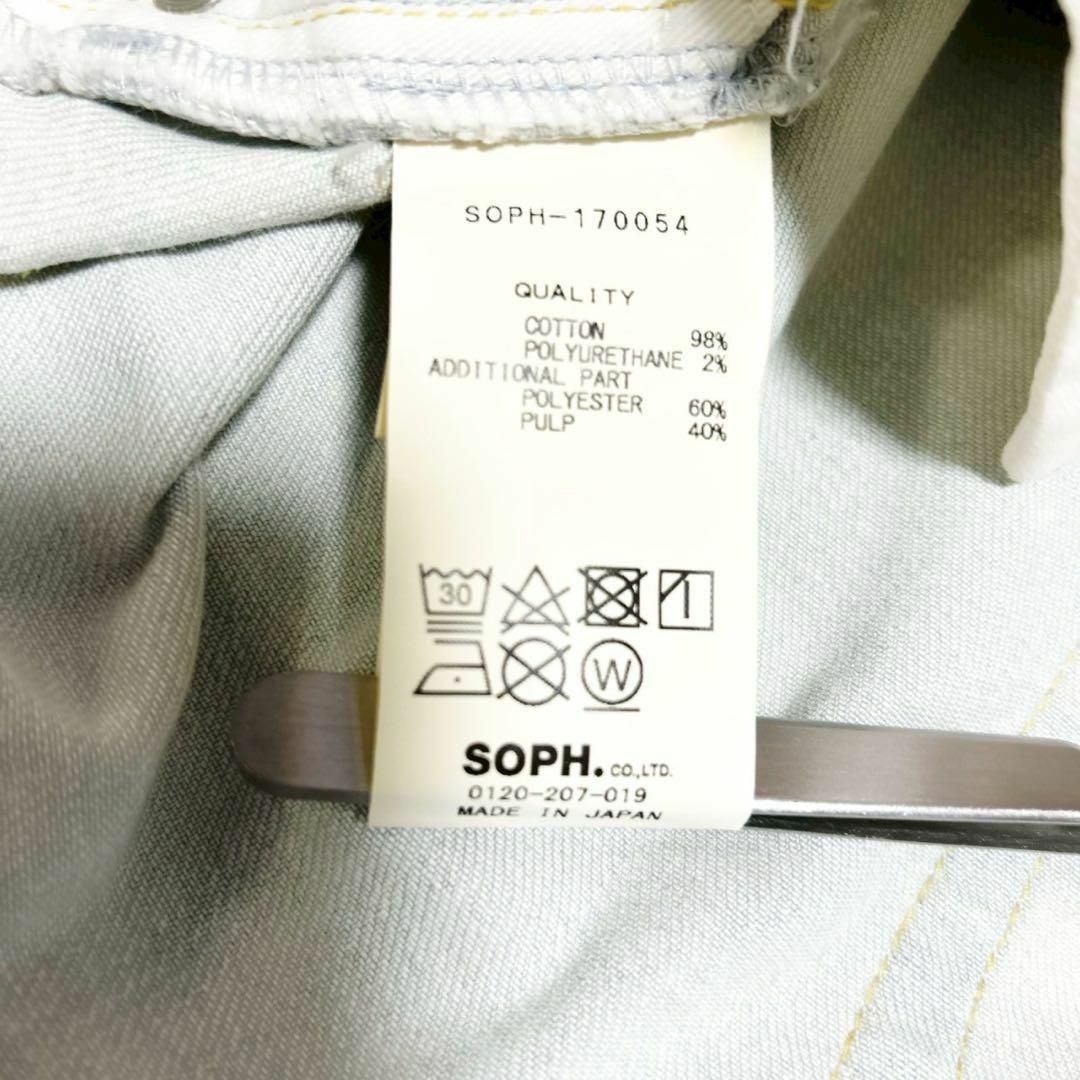 SOPH-170054
QUALITY
COTTON 98%
POLYURETHANE 2%
ADDITIONAL PART
POLYESTER 60%
PULP 40%
30
W
SOPH. CO.,LTD.
0120-207-019
MADE IN JAPAN